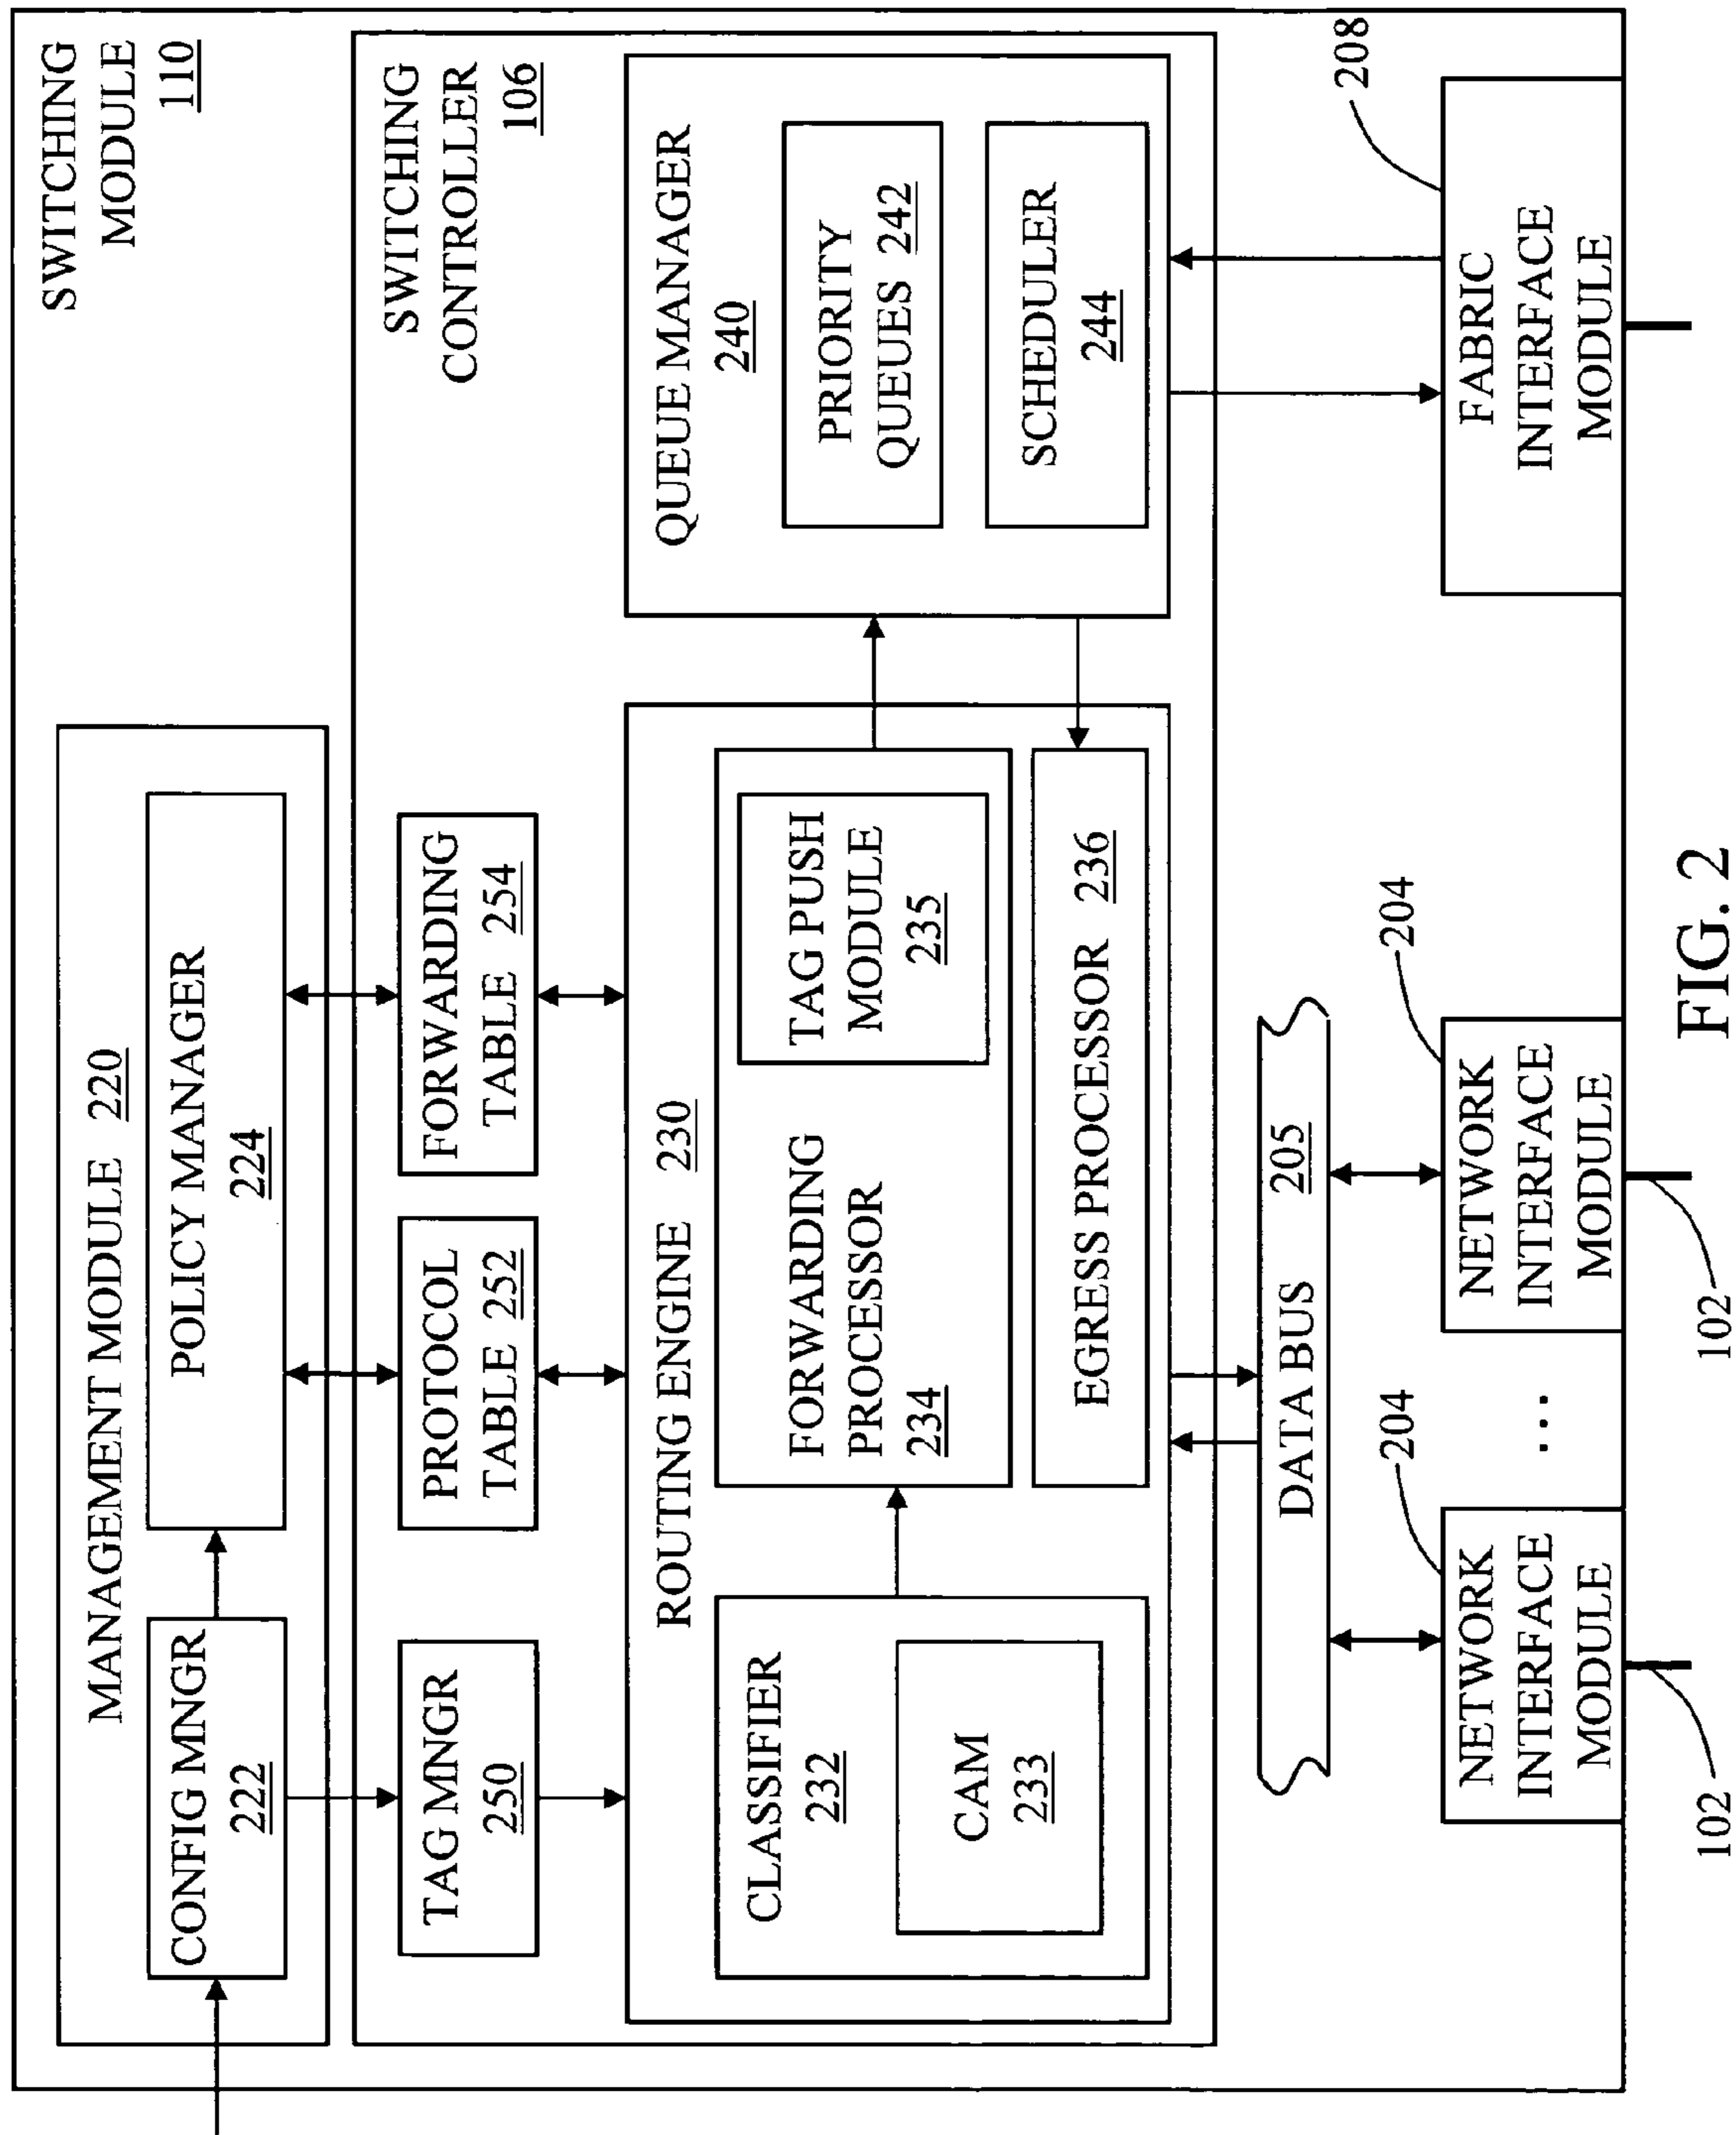 SWITCHING
MODULE
110
MANAGEMENT MODULE 220
CONFIG MNGR
222
POLICY MANAGER
224
SWITCHING
CONTROLLER
106
TAG MNGR
250
PROTOCOL
TABLE 252
FORWARDING
TABLE 254
ROUTING ENGINE 230
CLASSIFIER
232
CAM
233
FORWARDING
PROCESSOR
234
TAG PUSH
MODULE
235
EGRESS PROCESSOR 236
QUEUE MANAGER
240
PRIORITY
QUEUES 242
SCHEDULER
244
DATA BUS 205
204
NETWORK
INTERFACE
MODULE
102
...
204
NETWORK
INTERFACE
MODULE
102
208
FABRIC
INTERFACE
MODULE
FIG. 2